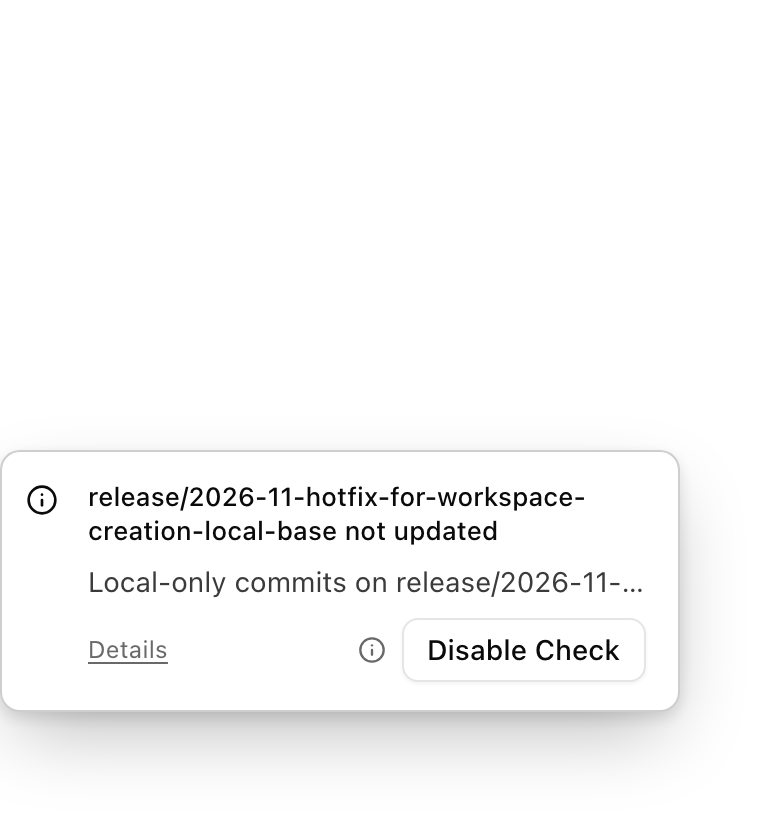 release/2026-11-hotfix-for-workspace-
creation-local-base not updated
Local-only commits on release/2026-11-...
Details
Disable Check